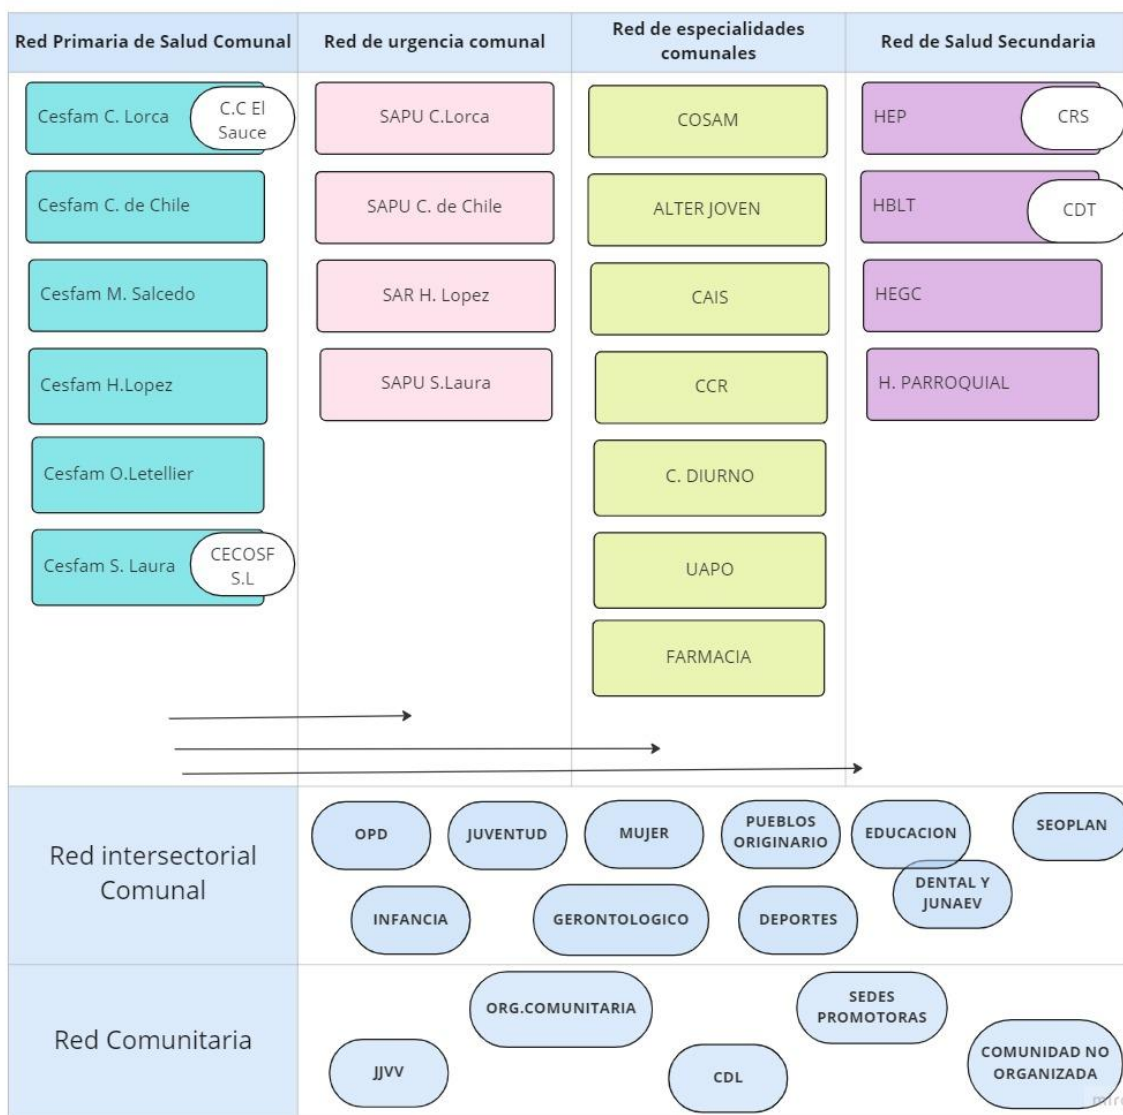 Red Primaria de Salud Comunal
Red de urgencia comunal
Red de especialidades
comunales
Red de Salud Secundaria
Cesfam C. Lorca
C.C El
Sauce
Cesfam C. de Chile
Cesfam M. Salcedo
Cesfam H.Lopez
Cesfam O.Letellier
Cesfam S. Laura
CECOSF
S.L
SAPU C.Lorca
SAPU C. de Chile
SAR H. Lopez
SAPU S.Laura
COSAM
ALTER JOVEN
CAIS
CCR
C. DIURNO
UAPO
FARMACIA
HEP
CRS
HBLT
CDT
HEGC
H. PARROQUIAL
Red intersectorial
Comunal
OPD
JUVENTUD
MUJER
PUEBLOS
ORIGINARIO
EDUCACION
SEOPLAN
INFANCIA
GERONTOLOGICO
DEPORTES
DENTAL Y
JUNAEV
Red Comunitaria
ORG.COMUNITARIA
SEDES
PROMOTORAS
JJVV
CDL
COMUNIDAD NO
ORGANIZADA